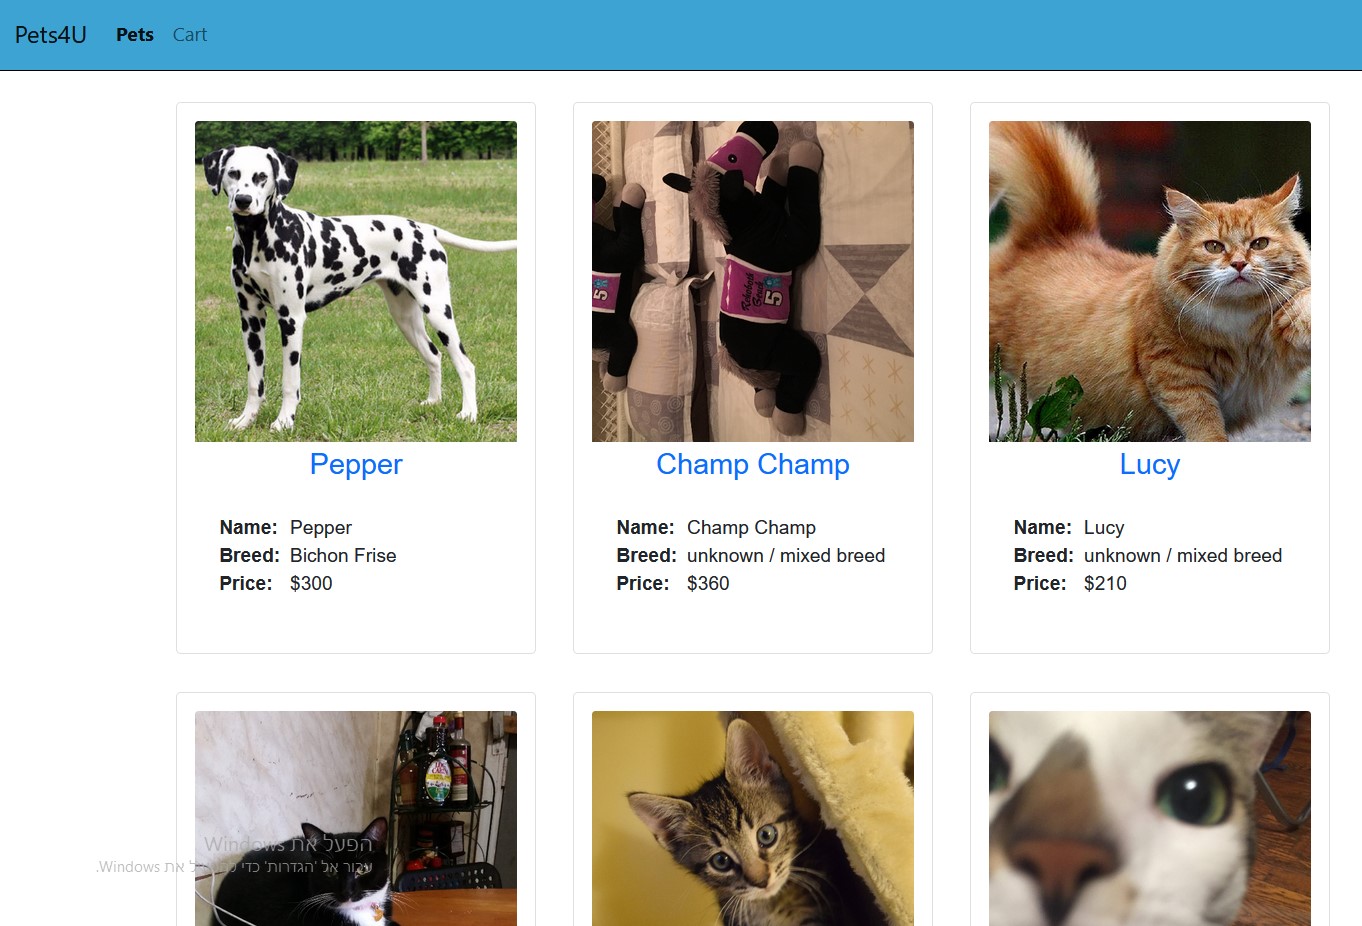 Pets4U Pets Cart
Pepper
Name: Pepper
Breed: Bichon Frise
Price: $300
Champ Champ
Name: Champ Champ
Breed: unknown / mixed breed
Price: $360
Lucy
Name: Lucy
Breed: unknown / mixed breed
Price: $210
5
5
הפעל את Windows
עבור אל 'הגדרות' כדי את Windows.